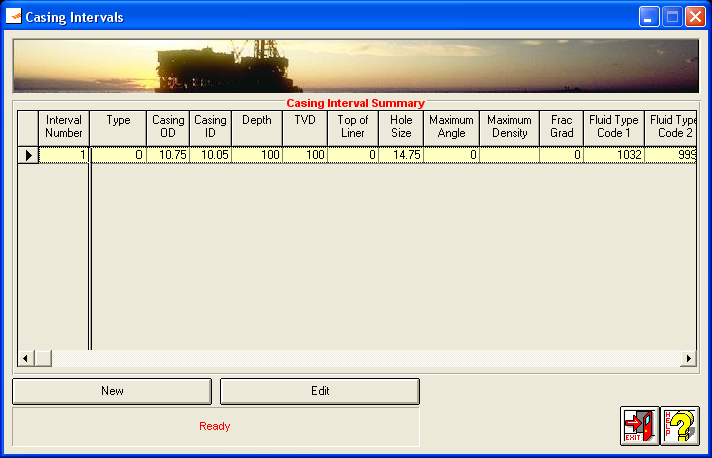 Casing Intervals
Casing Interval Summary
Interval Number Type Casing OD Casing ID Depth TVD Top of Liner Hole Size Maximum Angle Maximum Density Frac Grad Fluid Type Code 1 Fluid Type Code 2
1 0 10.75 10.05 100 100 0 14.75 0 0 1032 999
New Edit
Ready
EXIT HELP